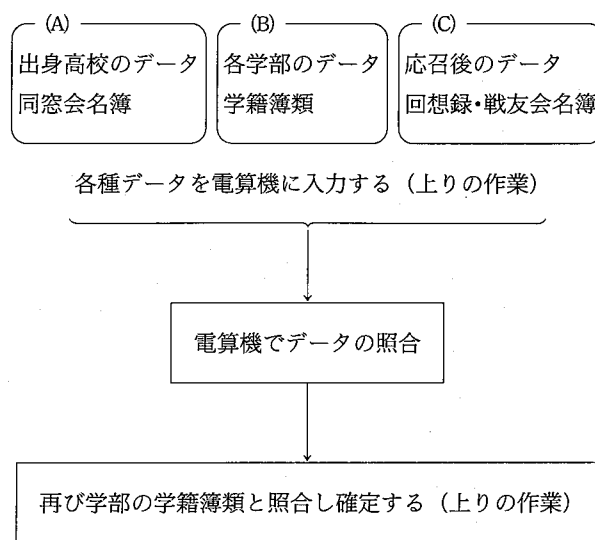 (A)
出身高校のデータ
同窓会名簿
(B)
各学部のデータ
学籍簿類
(C)
応召後のデータ
回想録・戦友会名簿
各種データを電算機に入力する（上りの作業）
電算機でデータの照合
再び学部の学籍簿類と照合し確定する（上りの作業）